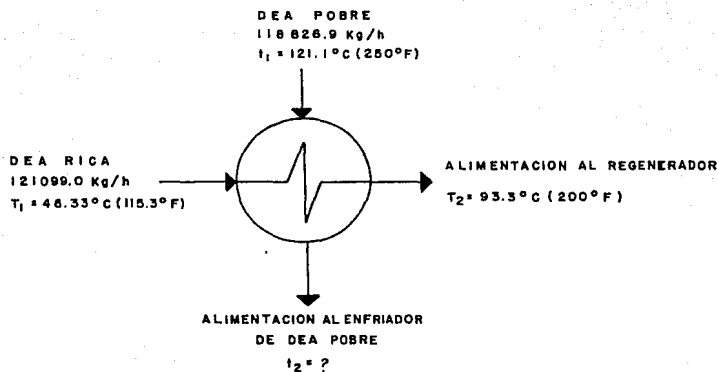 DEA POBRE
118 826.9 Kg/h
t₁ = 121.1°C (250°F)
DEA RICA
121099.0 Kg/h
T₁ = 46.33°C (115.3°F)
ALIMENTACION AL REGENERADOR
T₂ = 93.3°C ( 200°F )
ALIMENTACION AL ENFRIADOR
DE DEA POBRE
t₂ = ?